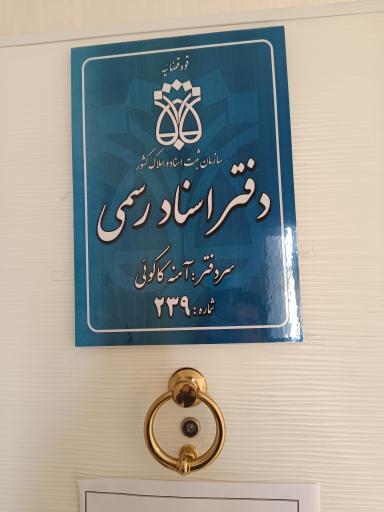 قوه قضائیه
سازمان ثبت اسناد و املاک کشور
دفتر اسناد رسمی
سردفتر: آمنه کاکوئی
شماره: ۲۳۹